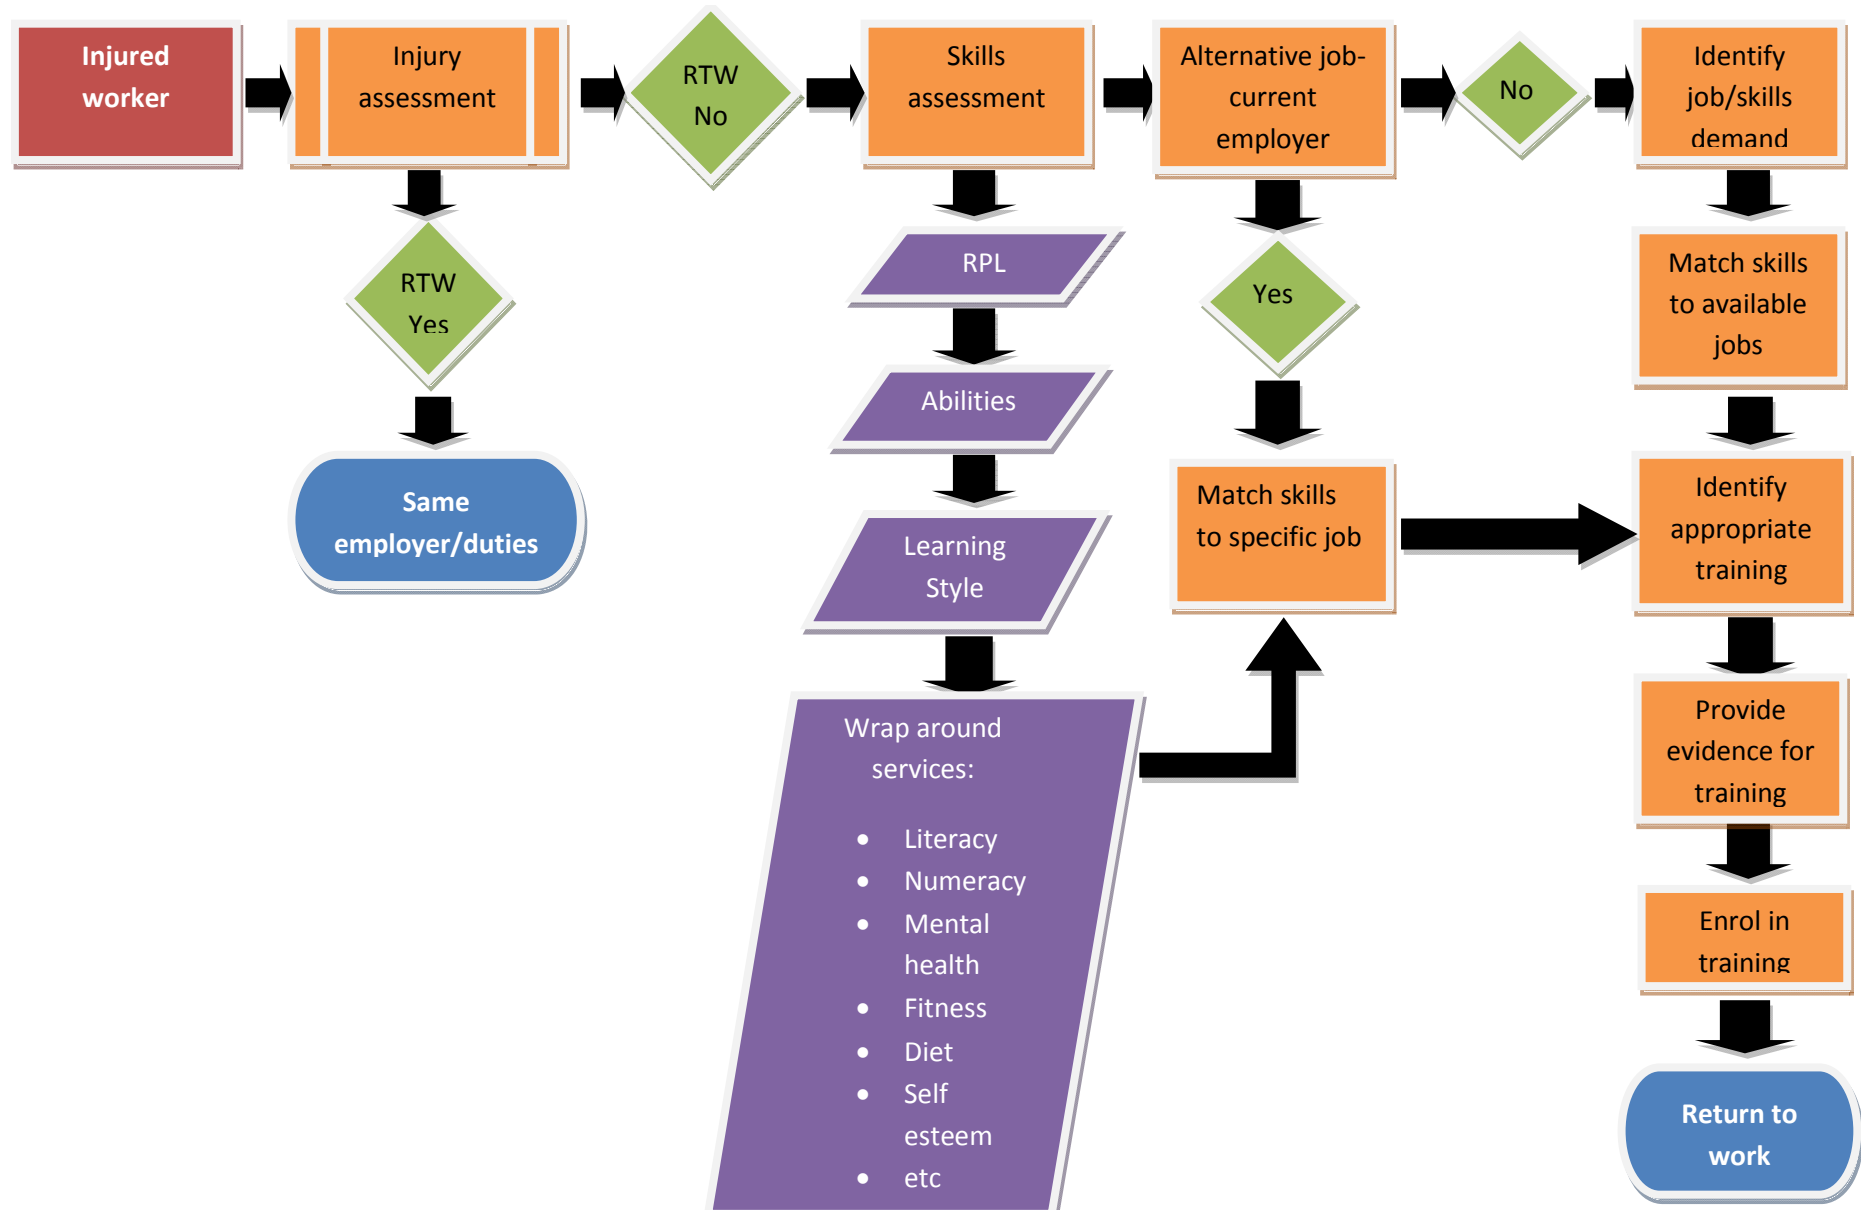 Injured
worker
Injury
assessment
RTW
No
Skills
assessment
Alternative job-
current
employer
No
Identify
job/skills
demand
RTW
Yes
Same
employer/duties
RPL
Abilities
Learning
Style
Wrap around
services:
• Literacy
• Numeracy
• Mental
health
• Fitness
• Diet
• Self
esteem
• etc
Yes
Match skills
to specific job
Match skills
to available
jobs
Identify
appropriate
training
Provide
evidence for
training
Enrol in
training
Return to
work